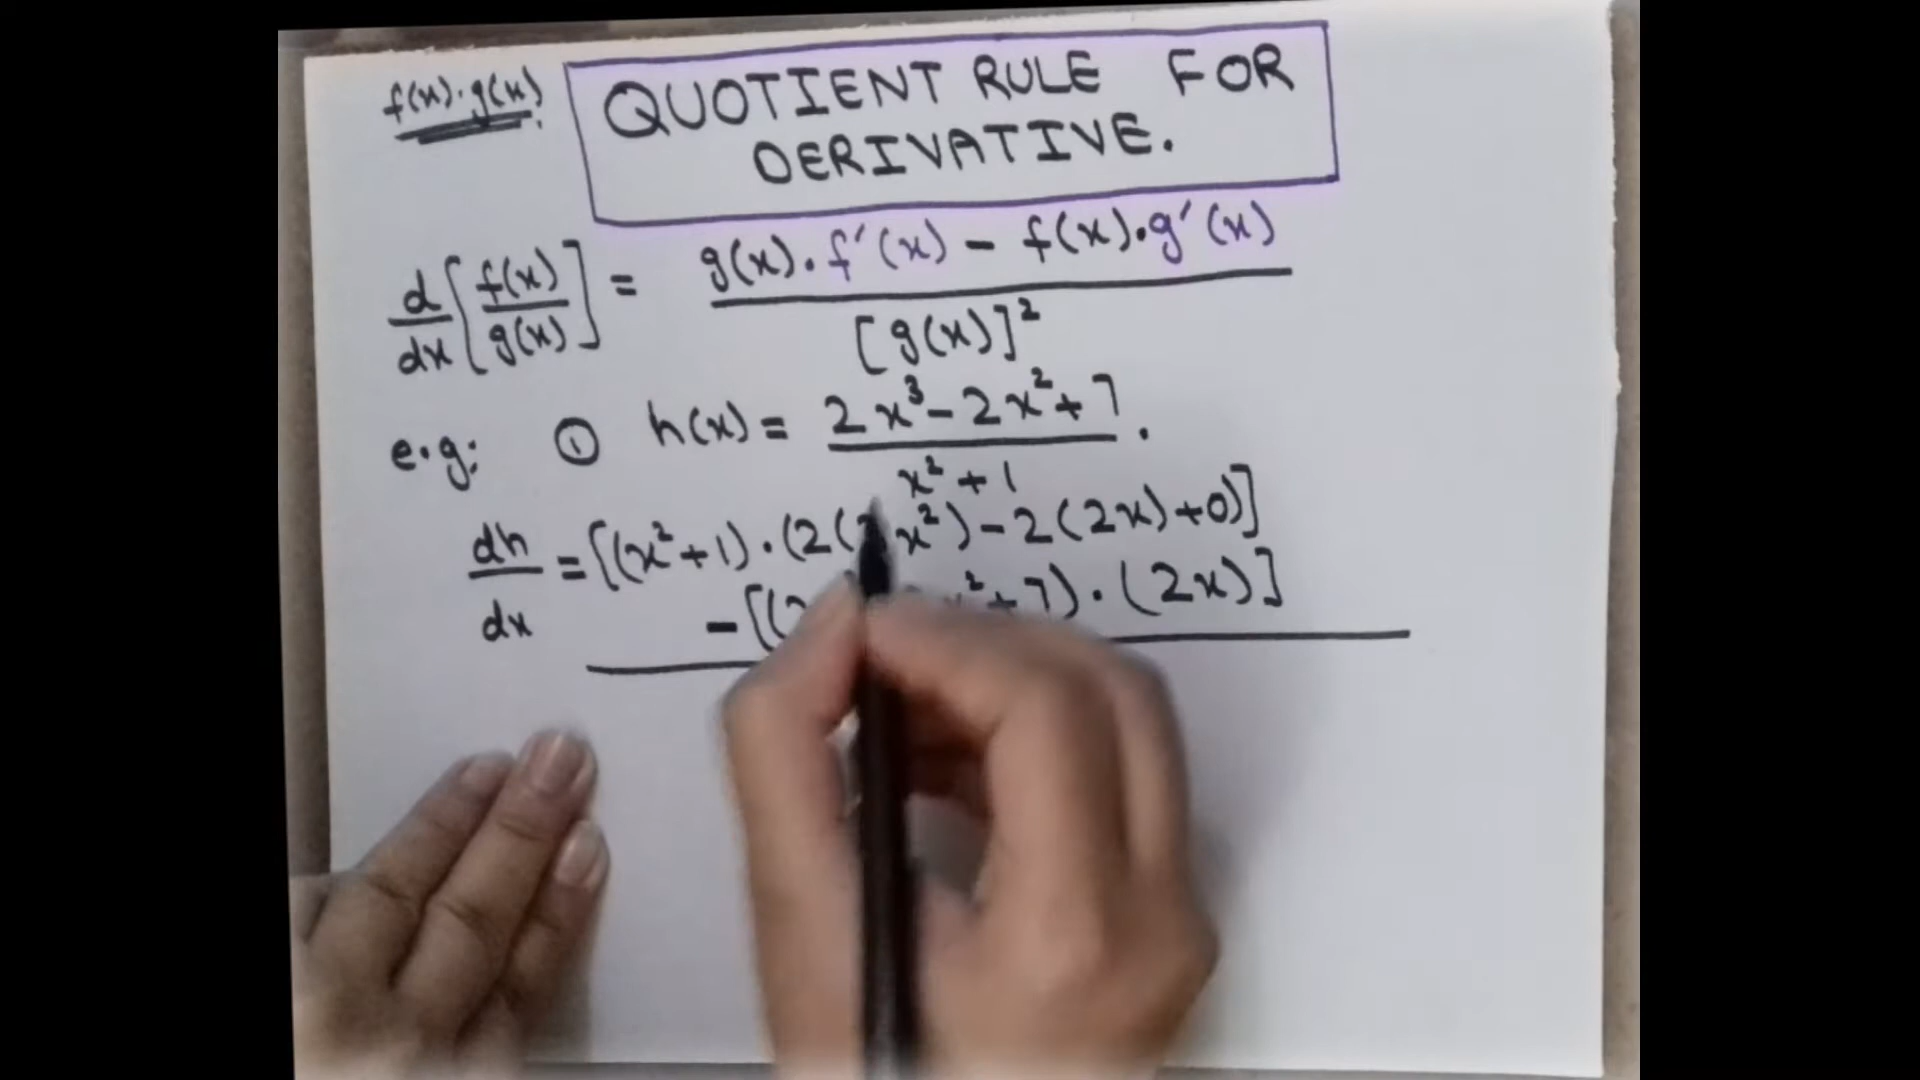 f(x)·g(x)
QUOTIENT RULE FOR
DERIVATIVE.
d/dx [f(x)/g(x)] = g(x)·f′(x) - f(x)·g′(x) / [g(x)]²
e.g: ① h(x) = 2x³-2x²+7 / x²+1 .
dh/dx = [(x²+1)·(2( x²)-2(2x)+0)]
-[( x²+7)·(2x)]